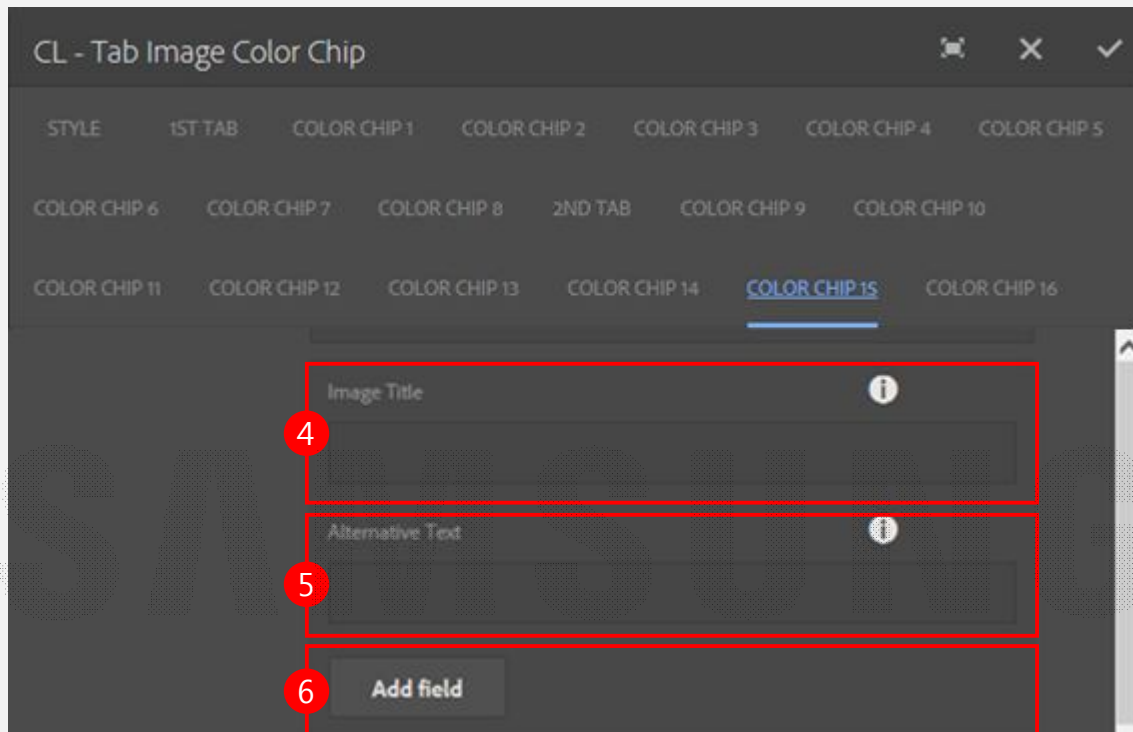 CL - Tab Image Color Chip
STYLE 1ST TAB COLOR CHIP 1 COLOR CHIP 2 COLOR CHIP 3 COLOR CHIP 4 COLOR CHIP 5
COLOR CHIP 6 COLOR CHIP 7 COLOR CHIP 8 2ND TAB COLOR CHIP 9 COLOR CHIP 10
COLOR CHIP 11 COLOR CHIP 12 COLOR CHIP 13 COLOR CHIP 14 COLOR CHIP 15 COLOR CHIP 16
Image Title
4
SAMSUNG
Alternative Text
5
6 Add field